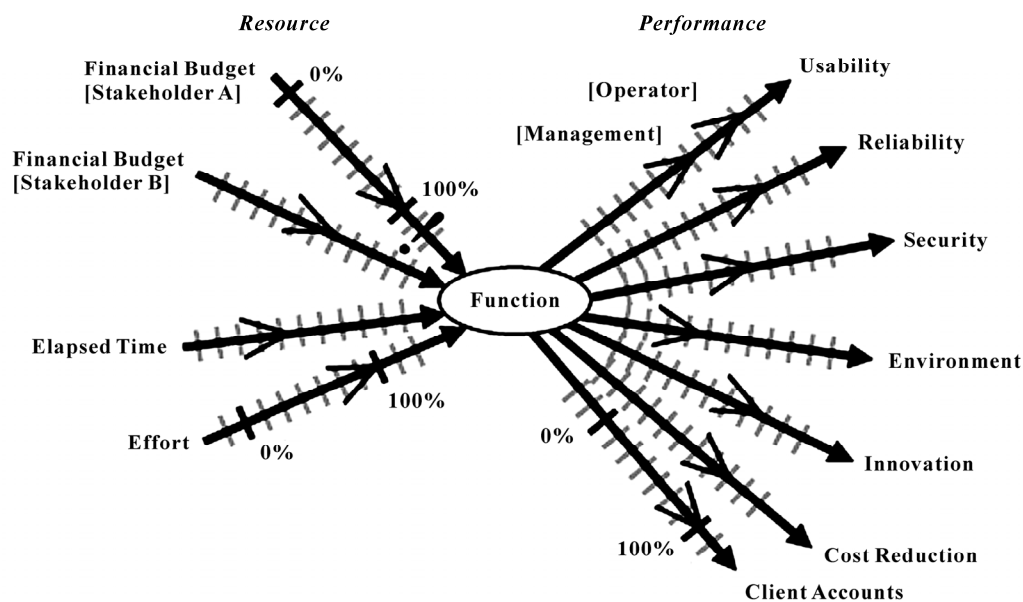 Resource
Performance
Financial Budget
[Stakeholder A]
0%
Usability
[Operator]
[Management]
Reliability
Financial Budget
[Stakeholder B]
100%
Security
Function
Elapsed Time
Environment
100%
Effort
0%
0%
Innovation
100%
Cost Reduction
Client Accounts